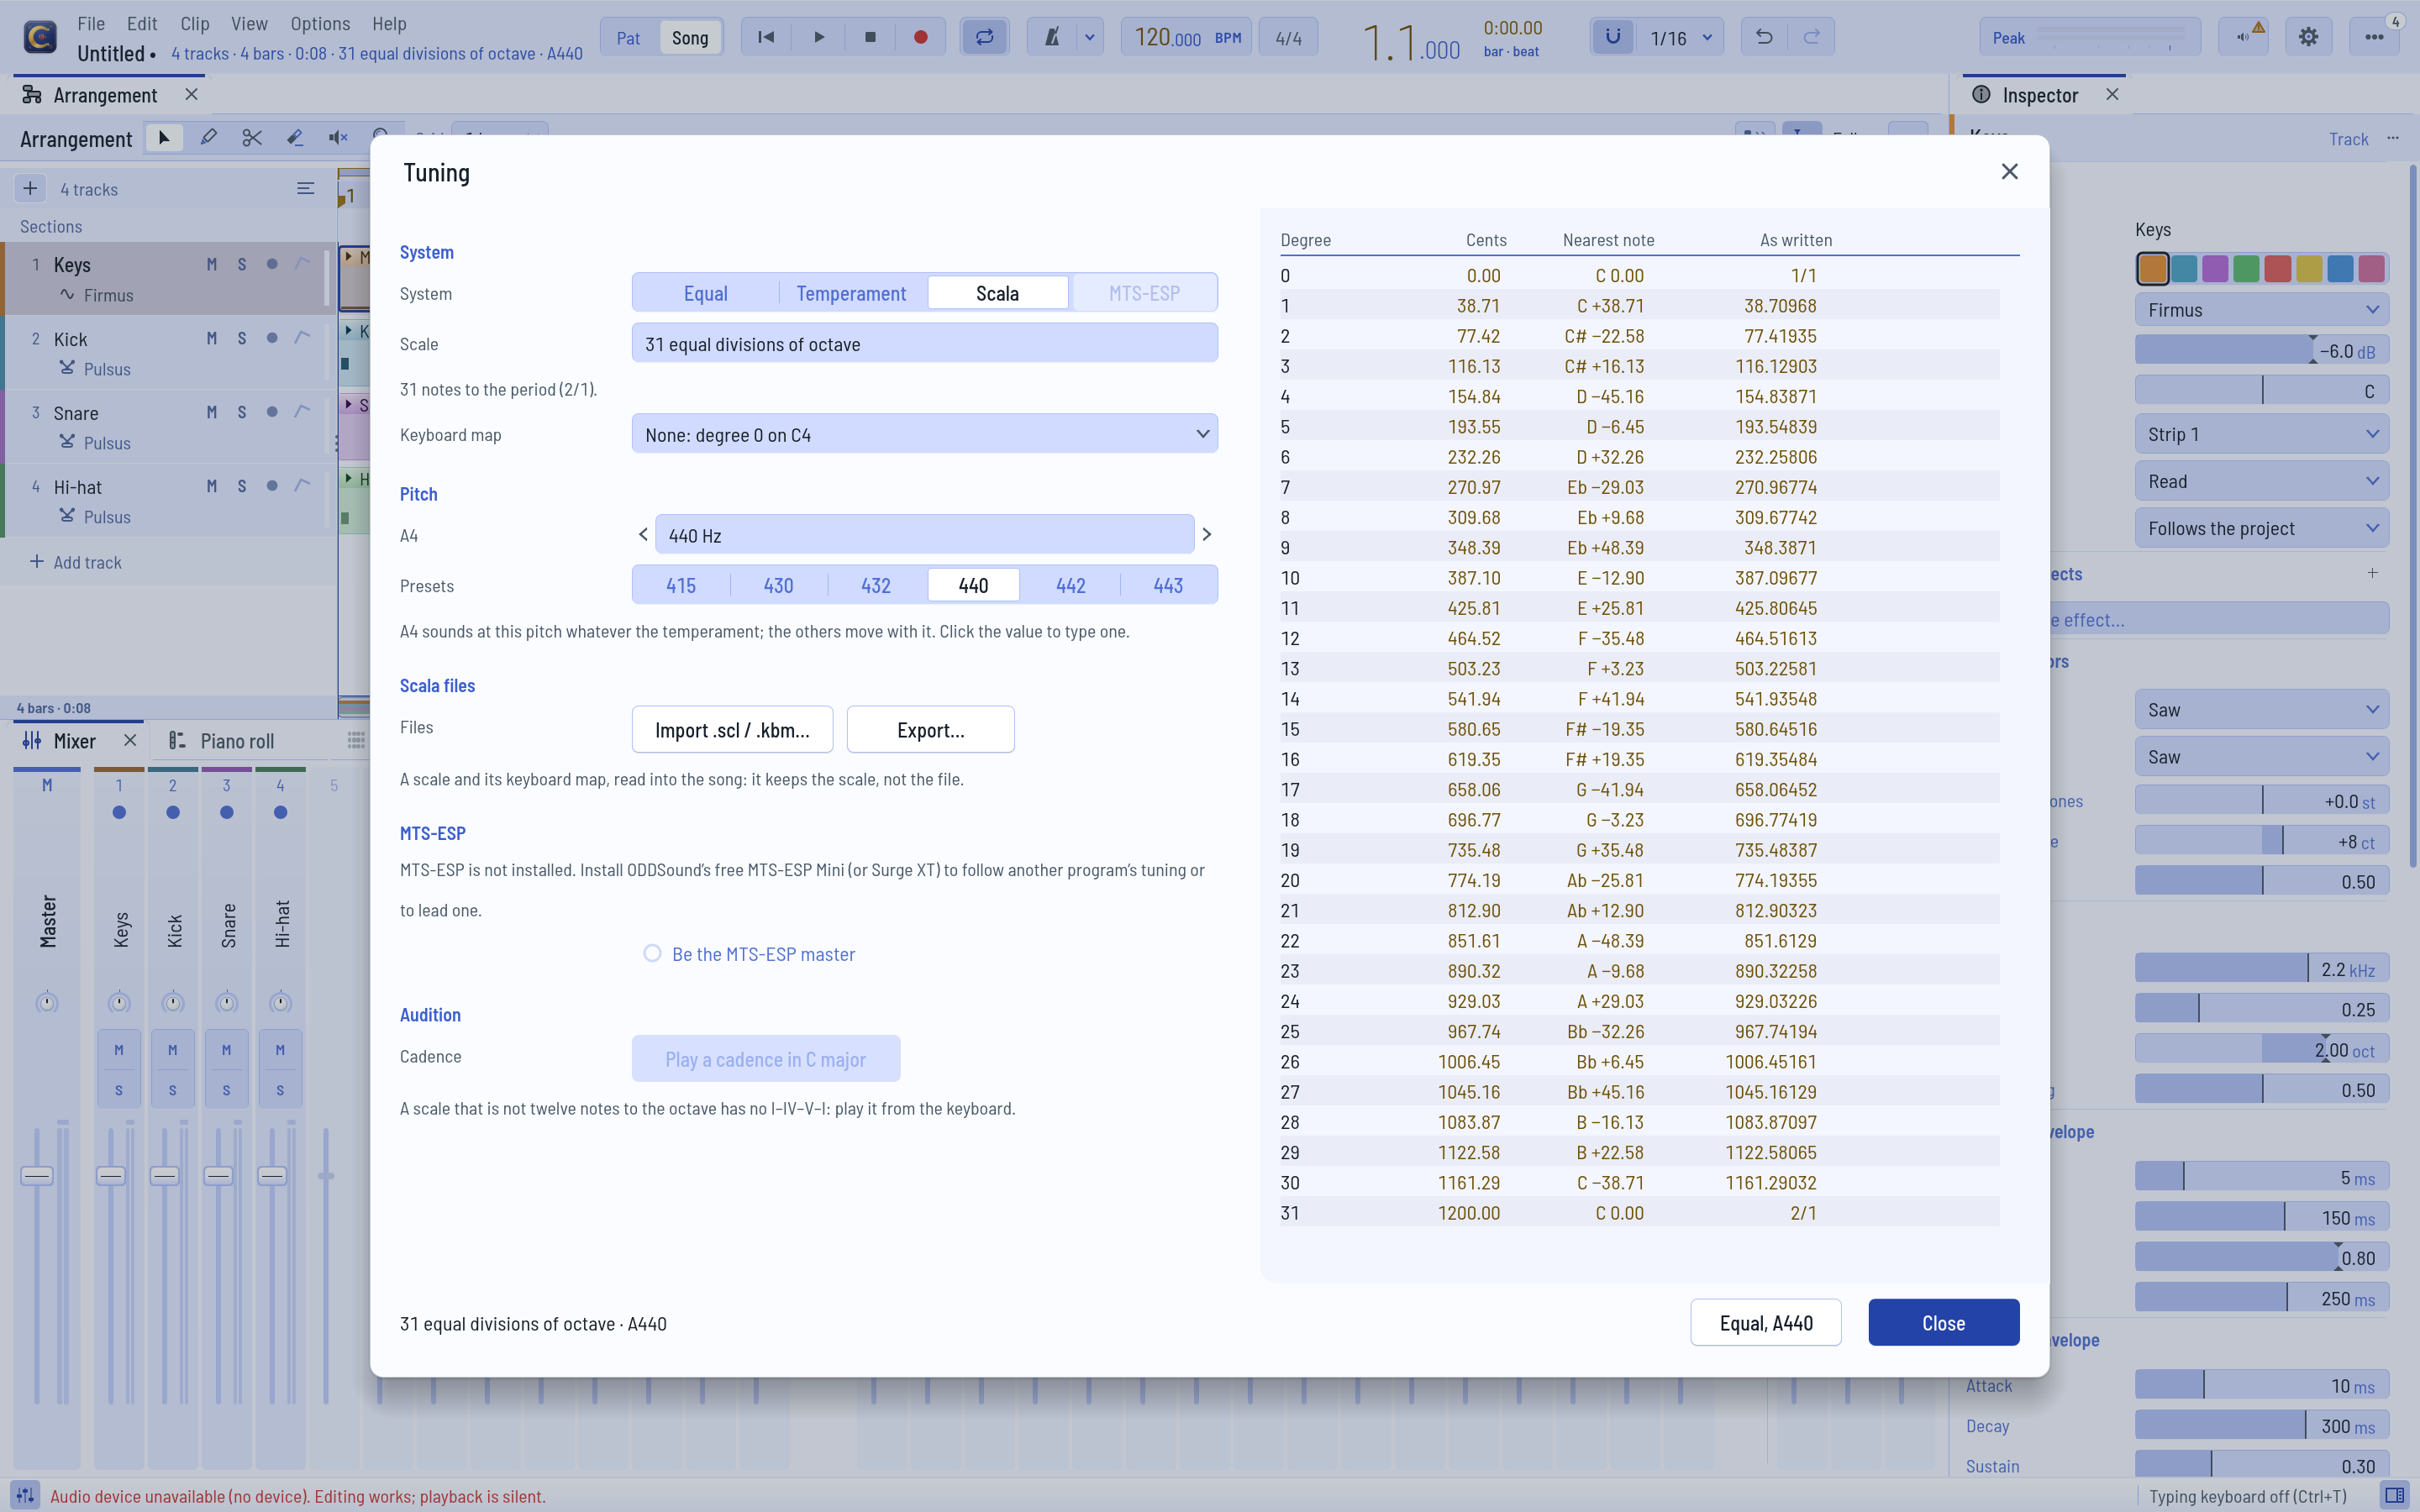 File Edit Clip View Options Help
Untitled • 4 tracks · 4 bars · 0:08 · 31 equal divisions of octave · A440
Pat Song
120.000 BPM 4/4
1.1.000
0:00.00
bar · beat
1/16
Peak
4
Arrangement
Inspector
Arrangement
Track
4 tracks
1
Sections
1 Keys M S
Firmus
2 Kick M S
Pulsus
3 Snare M S
Pulsus
4 Hi-hat M S
Pulsus
Add track
4 bars · 0:08
Mixer
Piano roll
M 1 2 3 4 5
Master Keys Kick Snare Hi-hat
M M M M
S S S S
Tuning
System
System Equal Temperament Scala MTS-ESP
Scale 31 equal divisions of octave
31 notes to the period (2/1).
Keyboard map None: degree 0 on C4
Pitch
A4 440 Hz
Presets 415 430 432 440 442 443
A4 sounds at this pitch whatever the temperament; the others move with it. Click the value to type one.
Scala files
Files Import .scl / .kbm... Export...
A scale and its keyboard map, read into the song: it keeps the scale, not the file.
MTS-ESP
MTS-ESP is not installed. Install ODDSound's free MTS-ESP Mini (or Surge XT) to follow another program's tuning or
to lead one.
Be the MTS-ESP master
Audition
Cadence Play a cadence in C major
A scale that is not twelve notes to the octave has no I–IV–V–I: play it from the keyboard.
31 equal divisions of octave · A440
Degree Cents Nearest note As written
0 0.00 C 0.00 1/1
1 38.71 C +38.71 38.70968
2 77.42 C# −22.58 77.41935
3 116.13 C# +16.13 116.12903
4 154.84 D −45.16 154.83871
5 193.55 D −6.45 193.54839
6 232.26 D +32.26 232.25806
7 270.97 Eb −29.03 270.96774
8 309.68 Eb +9.68 309.67742
9 348.39 Eb +48.39 348.3871
10 387.10 E −12.90 387.09677
11 425.81 E +25.81 425.80645
12 464.52 F −35.48 464.51613
13 503.23 F +3.23 503.22581
14 541.94 F +41.94 541.93548
15 580.65 F# −19.35 580.64516
16 619.35 F# +19.35 619.35484
17 658.06 G −41.94 658.06452
18 696.77 G −3.23 696.77419
19 735.48 G +35.48 735.48387
20 774.19 Ab −25.81 774.19355
21 812.90 Ab +12.90 812.90323
22 851.61 A −48.39 851.6129
23 890.32 A −9.68 890.32258
24 929.03 A +29.03 929.03226
25 967.74 Bb −32.26 967.74194
26 1006.45 Bb +6.45 1006.45161
27 1045.16 Bb +45.16 1045.16129
28 1083.87 B −16.13 1083.87097
29 1122.58 B +22.58 1122.58065
30 1161.29 C −38.71 1161.29032
31 1200.00 C 0.00 2/1
Equal, A440 Close
Keys
Firmus
−6.0 dB
C
Strip 1
Read
Follows the project
effect...
Saw
Saw
+0.0 st
+8 ct
0.50
2.2 kHz
0.25
2.00 oct
0.50
5 ms
150 ms
0.80
250 ms
Attack 10 ms
Decay 300 ms
Sustain 0.30
Audio device unavailable (no device). Editing works; playback is silent.
Typing keyboard off (Ctrl+T)